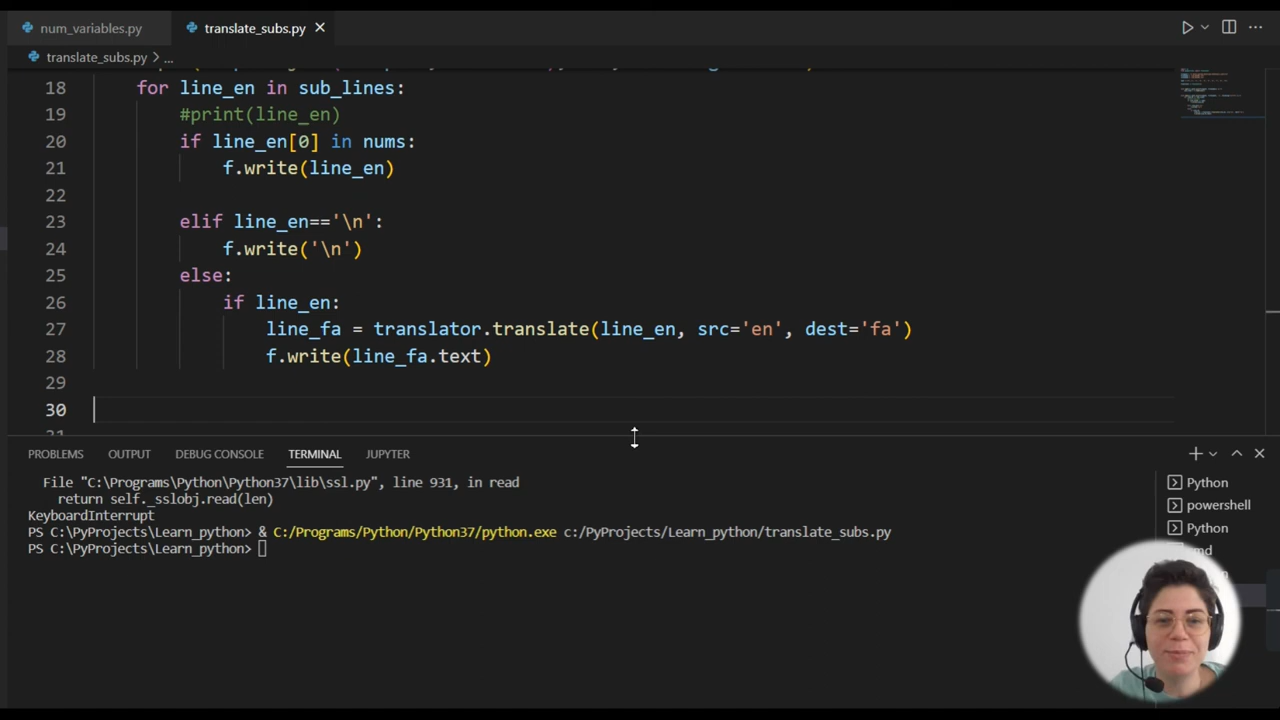 num_variables.py translate_subs.py
translate_subs.py > ...
18 for line_en in sub_lines:
19 #print(line_en)
20 if line_en[0] in nums:
21 f.write(line_en)
22
23 elif line_en=='\n':
24 f.write('\n')
25 else:
26 if line_en:
27 line_fa = translator.translate(line_en, src='en', dest='fa')
28 f.write(line_fa.text)
29
30
31
PROBLEMS OUTPUT DEBUG CONSOLE TERMINAL JUPYTER
File "C:\Programs\Python\Python37\lib\ssl.py", line 931, in read
return self._sslobj.read(len)
KeyboardInterrupt
PS C:\PyProjects\Learn_python> & C:/Programs/Python/Python37/python.exe c:/PyProjects/Learn_python/translate_subs.py
PS C:\PyProjects\Learn_python>
Python
powershell
Python